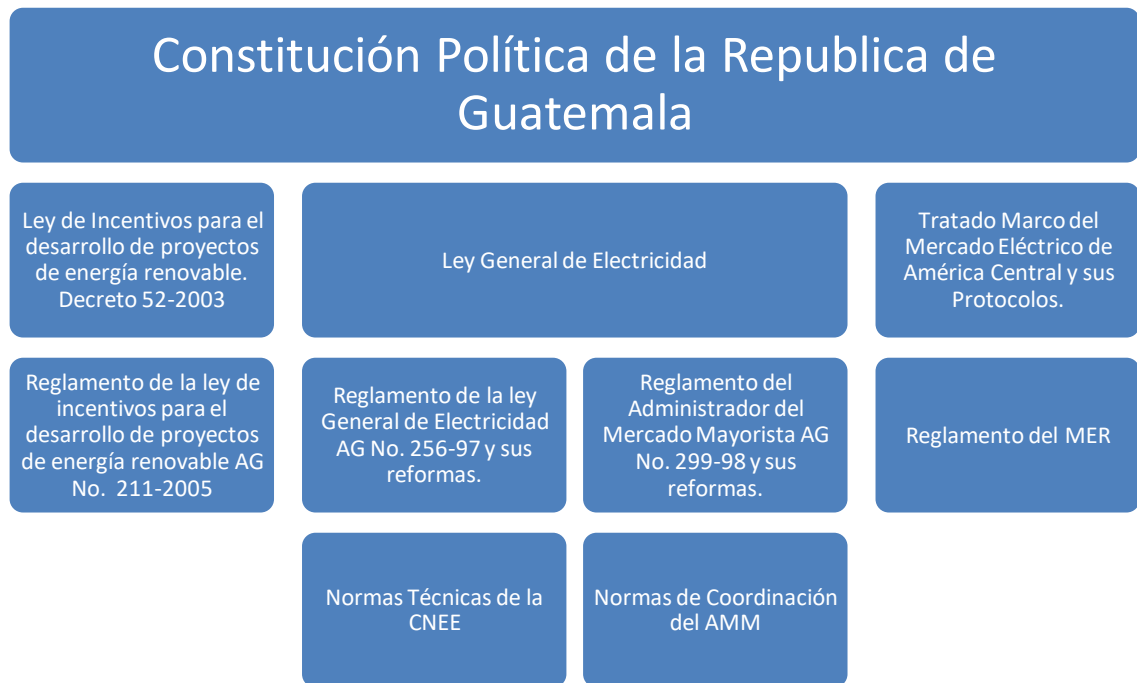 Constitución Política de la Republica de
Guatemala
Ley de Incentivos para el
desarrollo de proyectos
de energía renovable.
Decreto 52-2003
Ley General de Electricidad
Tratado Marco del
Mercado Eléctrico de
América Central y sus
Protocolos.
Reglamento de la ley de
incentivos para el
desarrollo de proyectos
de energía renovable AG
No. 211-2005
Reglamento de la ley
General de Electricidad
AG No. 256-97 y sus
reformas.
Reglamento del
Administrador del
Mercado Mayorista AG
No. 299-98 y sus
reformas.
Reglamento del MER
Normas Técnicas de la
CNEE
Normas de Coordinación
del AMM